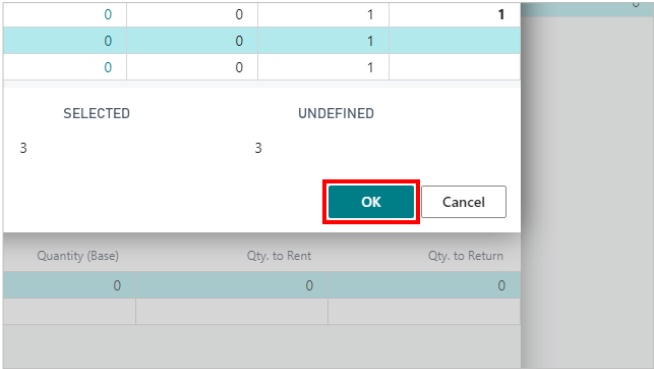 0 0 1 1
0 0 1
0 0 1
SELECTED UNDEFINED
3 3
OK Cancel
Quantity (Base) Qty. to Rent Qty. to Return
0 0 0